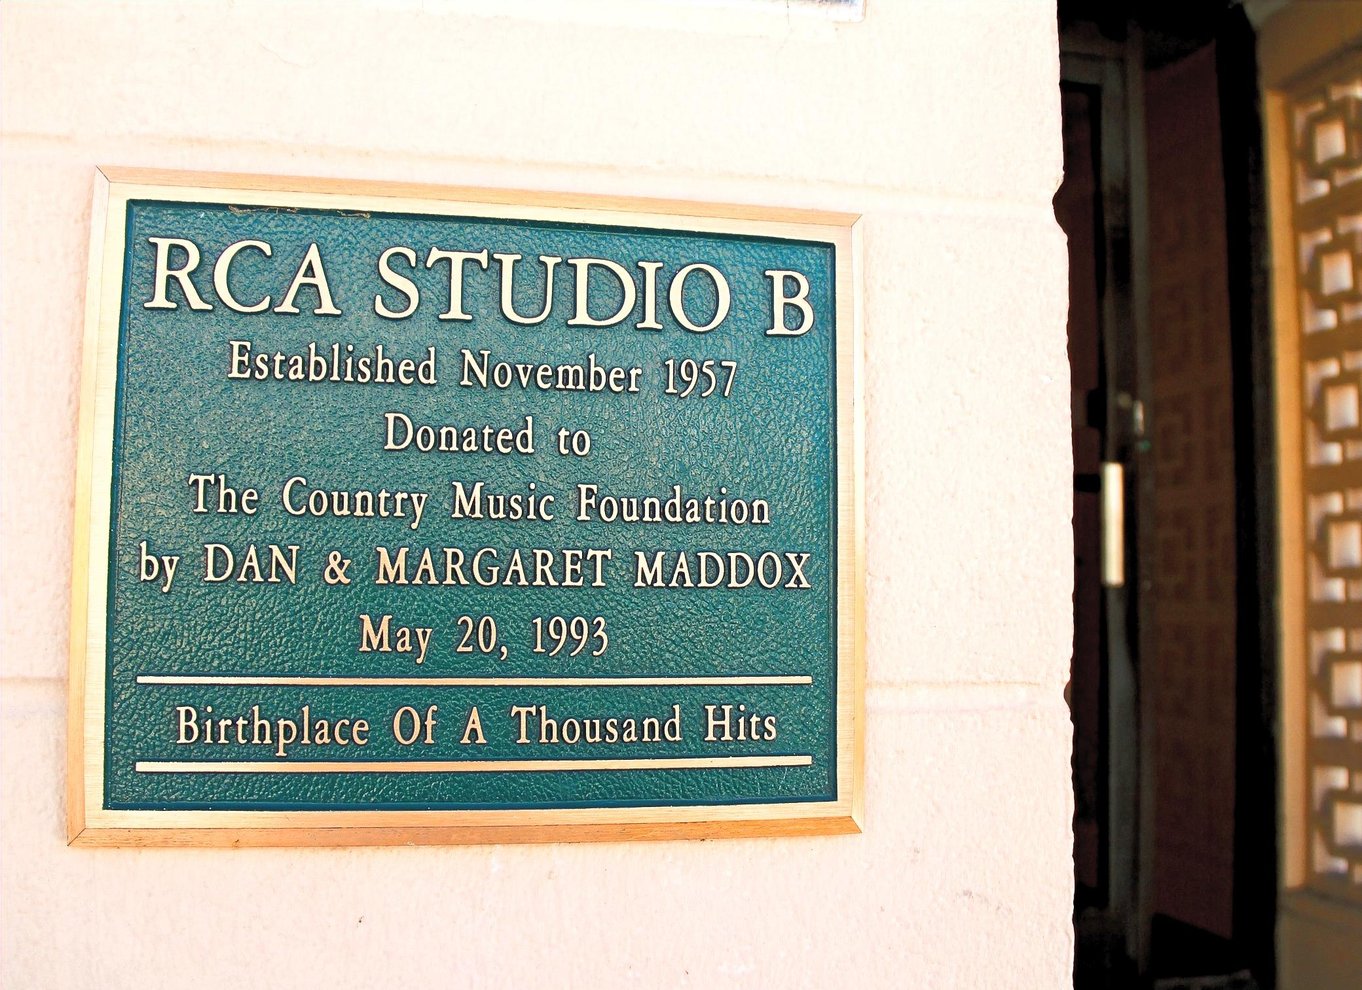 RCA STUDIO B
Established November 1957
Donated to
The Country Music Foundation
by DAN & MARGARET MADDOX
May 20, 1993
Birthplace Of A Thousand Hits